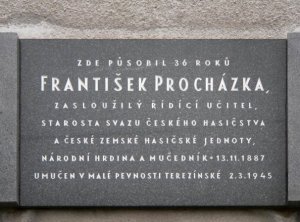 ZDE PŮSOBIL 36 ROKŮ
FRANTIŠEK PROCHÁZKA,
ZASLOUŽILÝ ŘÍDÍCÍ UČITEL,
STAROSTA SVAZU ČESKÉHO HASIČSTVA
A ČESKÉ ZEMSKÉ HASIČSKÉ JEDNOTY,
NÁRODNÍ HRDINA A MUČEDNÍK * 13.11.1887
UMUČEN V MALÉ PEVNOSTI TEREZÍNSKÉ 2.3.1945